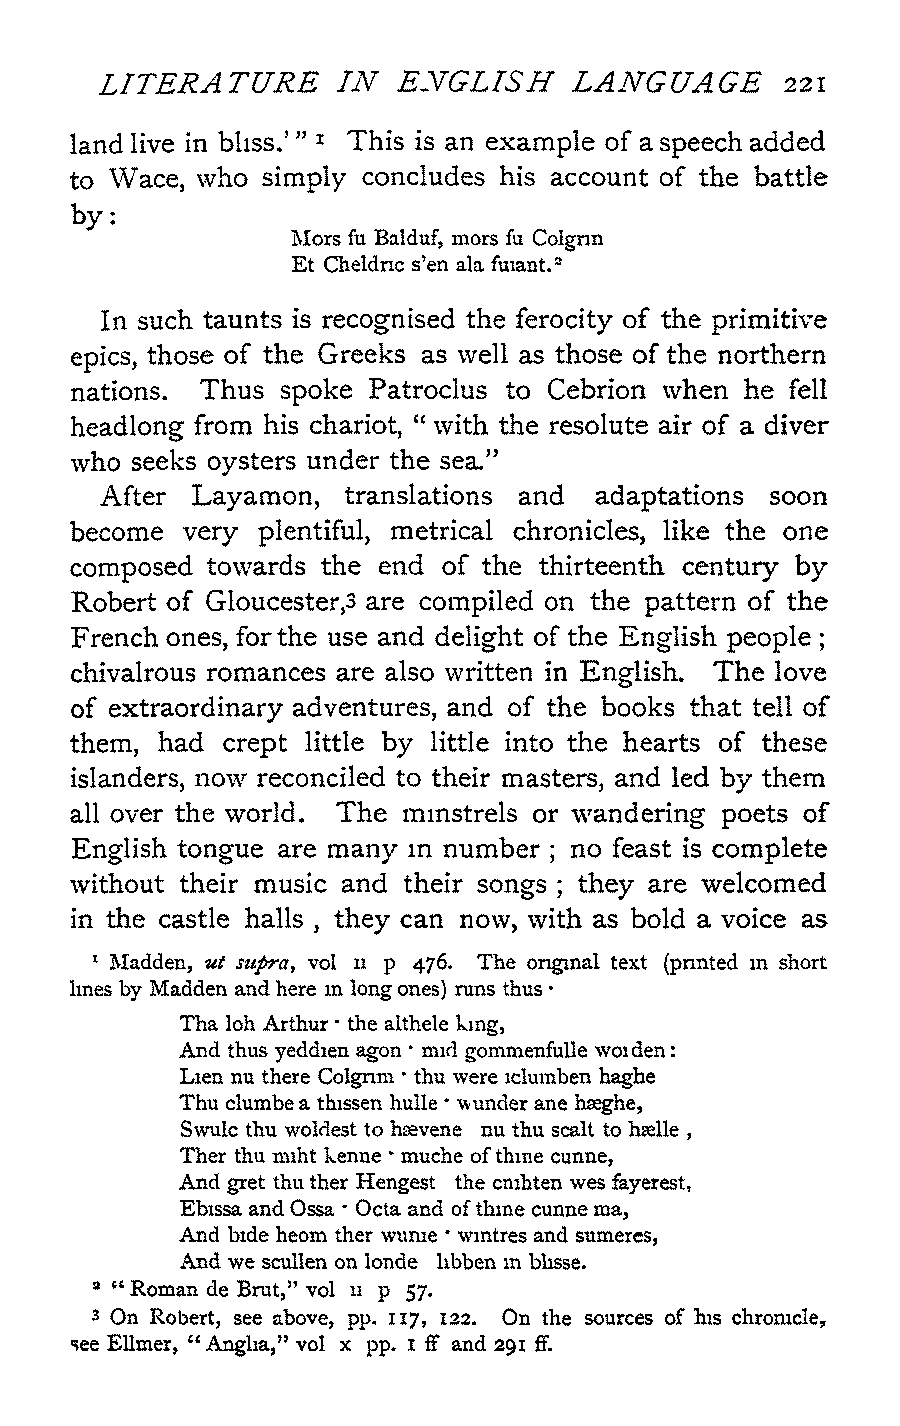 LITERATURE IN ENGLISH LANGUAGE 221
land live in bliss.' " 1 This is an example of a speech added
to Wace, who simply concludes his account of the battle
by :
Mors fu Balduf, mors fu Colgrin
Et Cheldric s'en ala fuiant.2
In such taunts is recognised the ferocity of the primitive
epics, those of the Greeks as well as those of the northern
nations. Thus spoke Patroclus to Cebrion when he fell
headlong from his chariot, " with the resolute air of a diver
who seeks oysters under the sea."
After Layamon, translations and adaptations soon
become very plentiful, metrical chronicles, like the one
composed towards the end of the thirteenth century by
Robert of Gloucester,3 are compiled on the pattern of the
French ones, for the use and delight of the English people ;
chivalrous romances are also written in English. The love
of extraordinary adventures, and of the books that tell of
them, had crept little by little into the hearts of these
islanders, now reconciled to their masters, and led by them
all over the world. The minstrels or wandering poets of
English tongue are many in number ; no feast is complete
without their music and their songs ; they are welcomed
in the castle halls , they can now, with as bold a voice as
1 Madden, ut supra, vol ii p 476. The original text (printed in short
lines by Madden and here in long ones) runs thus ·
Tha loh Arthur · the althele king,
And thus yeddien agon · mid gommenfulle worden :
Lien nu there Colgrim · thu were iclumben haghe
Thu clumbe a thissen hulle · wunder ane hæghe,
Swulc thu woldest to hævene nu thu scalt to hælle ,
Ther thu miht kenne · muche of thine cunne,
And gret thu ther Hengest the cnihten wes fayerest,
Ebissa and Ossa · Octa and of thine cunne ma,
And bide heom ther wunie · wintres and sumeres,
And we scullen on londe libben in blisse.
2 " Roman de Brut," vol ii p 57.
3 On Robert, see above, pp. 117, 122. On the sources of his chronicle,
see Ellmer, " Anglia," vol x pp. 1 ff and 291 ff.